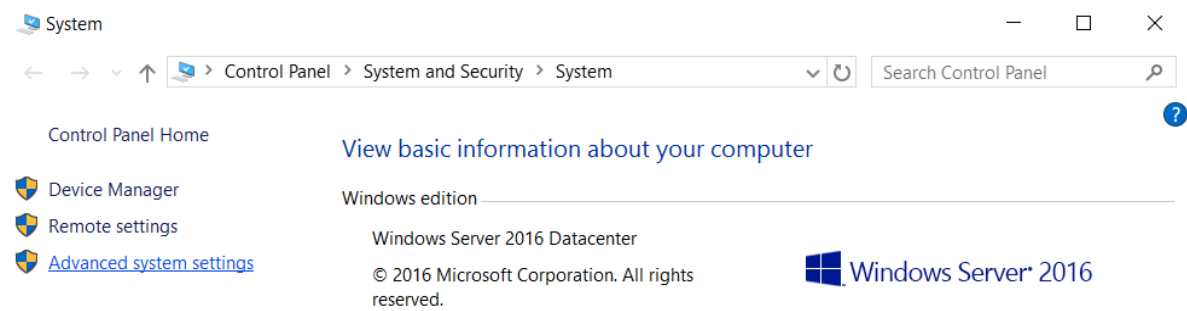 System
Control Panel > System and Security > System
Search Control Panel
?
Control Panel Home
View basic information about your computer
Device Manager
Windows edition
Remote settings
Windows Server 2016 Datacenter
Advanced system settings
© 2016 Microsoft Corporation. All rights
reserved.
Windows Server® 2016